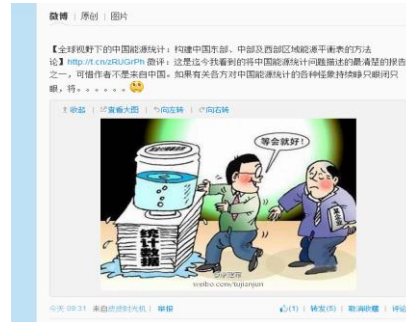 微博 | 原创 | 图片
【全球视野下的中国能源统计：构建中国东部、中部及西部区域能源平衡表的方法
论】http://t.cn/zRUGrPh 微评：这是迄今我看到的将中国能源统计问题描述的最清楚的报告
之一，可惜作者不是来自中国。如果有关各方对中国能源统计的各种怪象持续睁只眼闭只
眼，将。。。。。。
收起 | 查看大图 | 向左转 | 向右转
等会就好！
统计数据
weibo.com/tujianjun
今天 09:31 来自 举报
(1) | 转发(5) | 取消收藏 | 评论